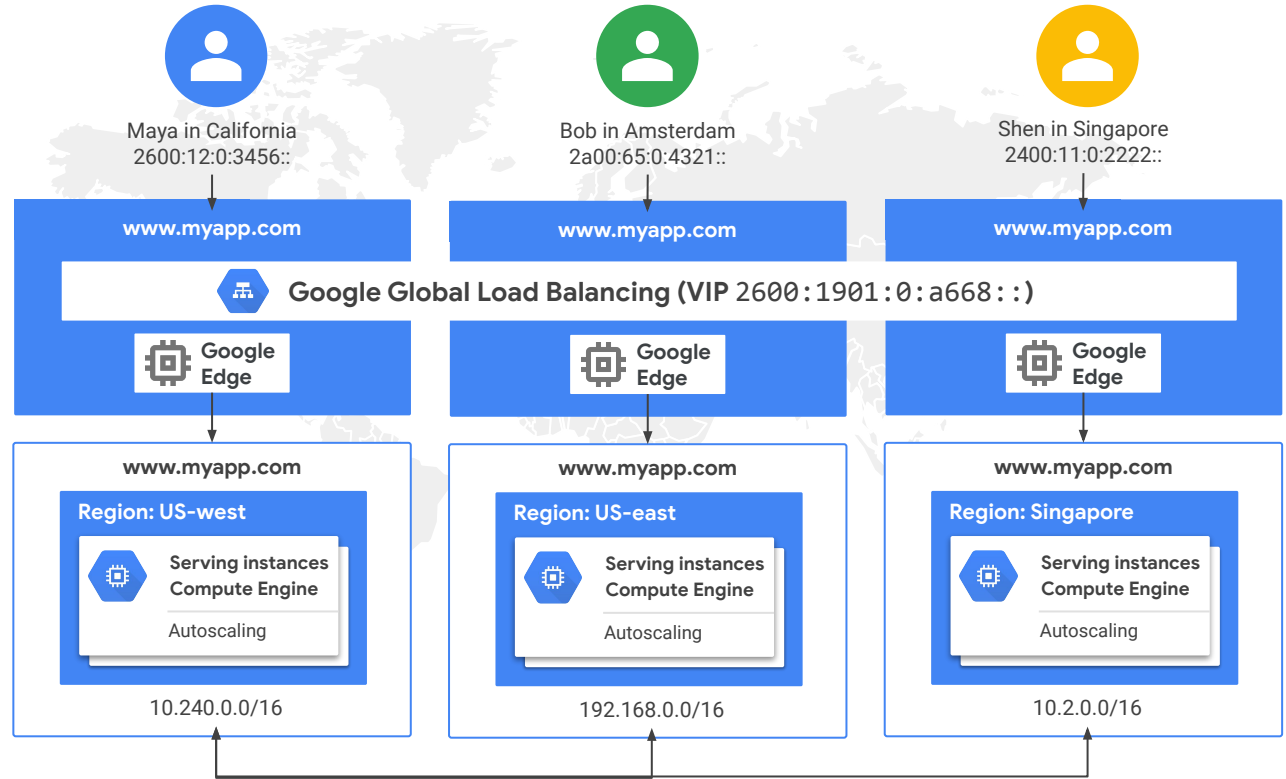 Maya in California
2600:12:0:3456::
Bob in Amsterdam
2a00:65:0:4321::
Shen in Singapore
2400:11:0:2222::
www.myapp.com
www.myapp.com
www.myapp.com
Google Global Load Balancing (VIP 2600:1901:0:a668::)
Google
Edge
Google
Edge
Google
Edge
www.myapp.com
Region: US-west
Serving instances
Compute Engine
Autoscaling
10.240.0.0/16
www.myapp.com
Region: US-east
Serving instances
Compute Engine
Autoscaling
192.168.0.0/16
www.myapp.com
Region: Singapore
Serving instances
Compute Engine
Autoscaling
10.2.0.0/16